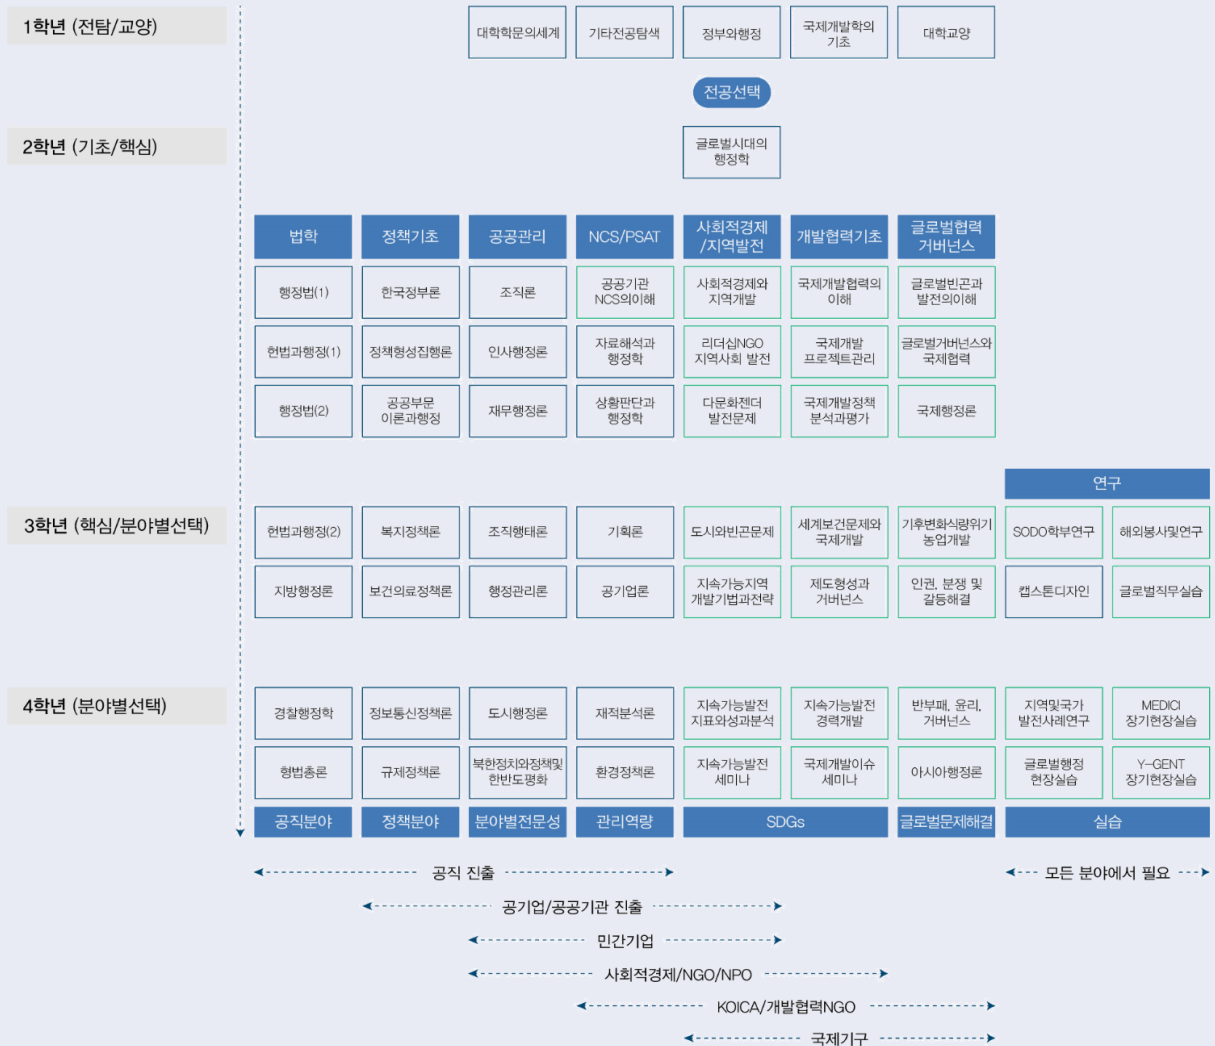 1학년 (전탐/교양)
대학학문의세계
기타전공탐색
정부와행정
국제개발학의
기초
대학교양
전공선택
2학년 (기초/핵심)
글로벌시대의
행정학
법학
정책기초
공공관리
NCS/PSAT
사회적경제
/지역발전
개발협력기초
글로벌협력
거버넌스
행정법(1)
한국정부론
조직론
공공기관
NCS의이해
사회적경제와
지역개발
국제개발협력의
이해
글로벌빈곤과
발전의이해
헌법과행정(1)
정책형성집행론
인사행정론
자료해석과
행정학
리더십NGO
지역사회 발전
국제개발
프로젝트관리
글로벌거버넌스와
국제협력
행정법(2)
공공부문
이론과행정
재무행정론
상황판단과
행정학
다문화젠더
발전문제
국제개발정책
분석과평가
국제행정론
연구
3학년 (핵심/분야별선택)
헌법과행정(2)
복지정책론
조직행태론
기획론
도시와빈곤문제
세계보건문제와
국제개발
기후변화식량위기
농업개발
SODO학부연구
해외봉사및연구
지방행정론
보건의료정책론
행정관리론
공기업론
지속가능지역
개발기법과전략
제도형성과
거버넌스
인권, 분쟁 및
갈등해결
캡스톤디자인
글로벌직무실습
4학년 (분야별선택)
경찰행정학
정보통신정책론
도시행정론
재적분석론
지속가능발전
지표와성과분석
지속가능발전
경력개발
반부패, 윤리,
거버넌스
지역및국가
발전사례연구
MEDICI
장기현장실습
형법총론
규제정책론
북한정치와정책및
한반도평화
환경정책론
지속가능발전
세미나
국제개발이슈
세미나
아시아행정론
글로벌행정
현장실습
Y-GENT
장기현장실습
공직분야
정책분야
분야별전문성
관리역량
SDGs
글로벌문제해결
실습
공직 진출
모든 분야에서 필요
공기업/공공기관 진출
민간기업
사회적경제/NGO/NPO
KOICA/개발협력NGO
국제기구